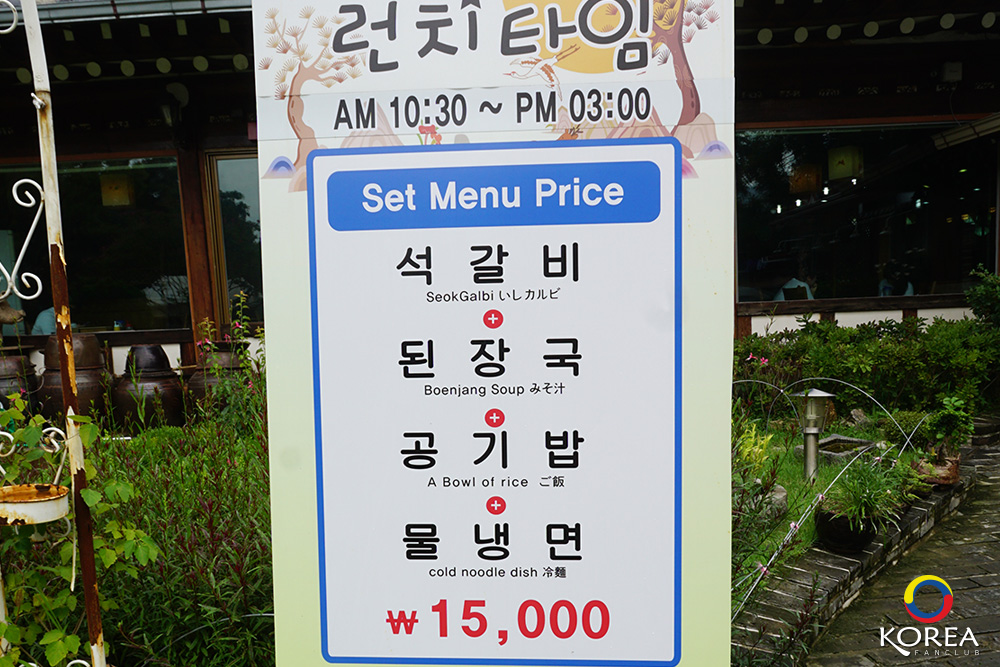 런치타임
AM 10:30 ~ PM 03:00
Set Menu Price
석 갈 비
SeokGalbi いしカルビ
+
된 장 국
Boenjang Soup みそ汁
+
공 기 밥
A Bowl of rice ご飯
+
물 냉 면
cold noodle dish 冷麵
₩15,000
KOREA
FANCLUB